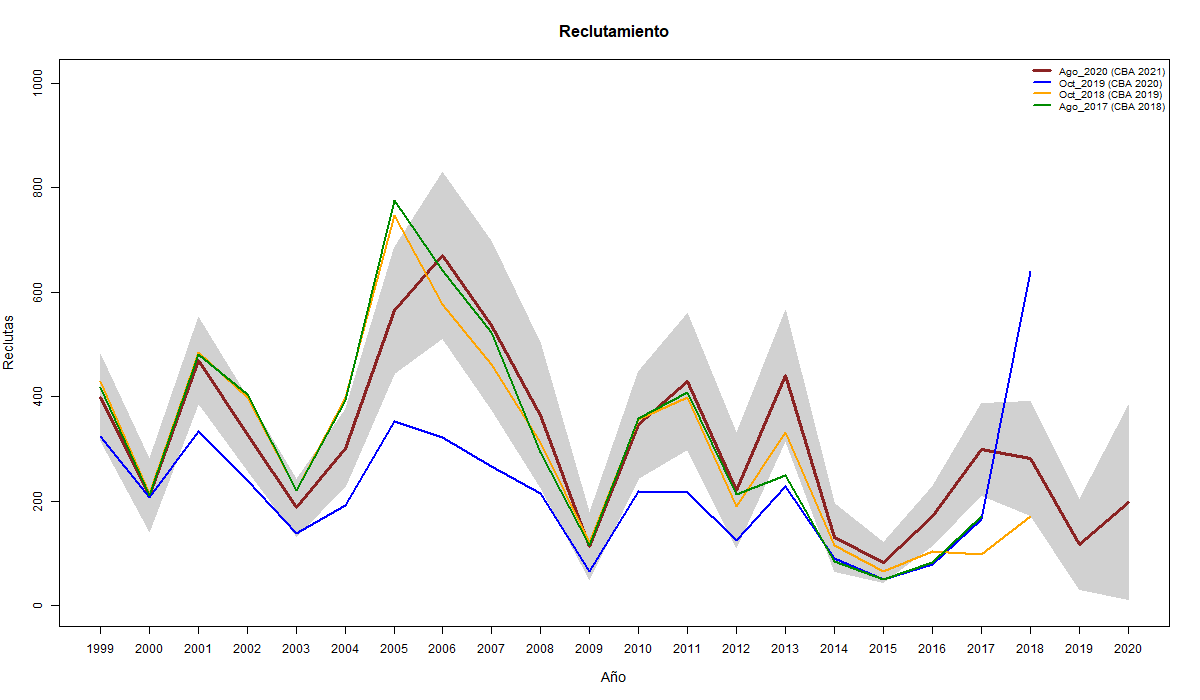 Reclutamiento
Ago_2020 (CBA 2021)
Oct_2019 (CBA 2020)
Oct_2018 (CBA 2019)
Ago_2017 (CBA 2018)
1000
800
600
400
200
0
Reclutas
1999 2000 2001 2002 2003 2004 2005 2006 2007 2008 2009 2010 2011 2012 2013 2014 2015 2016 2017 2018 2019 2020
Año